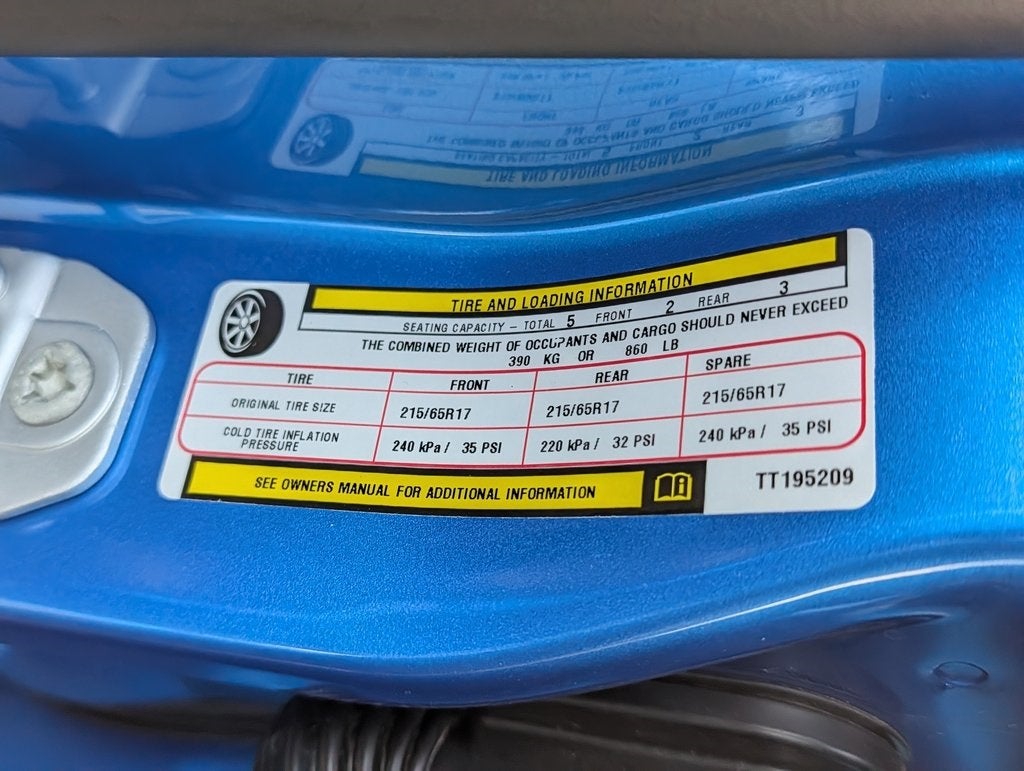 TIRE AND LOADING INFORMATION
SEATING CAPACITY – TOTAL 5 FRONT 2 REAR 3
THE COMBINED WEIGHT OF OCCUPANTS AND CARGO SHOULD NEVER EXCEED
390 KG OR 860 LB
TIRE FRONT REAR SPARE
ORIGINAL TIRE SIZE 215/65R17 215/65R17 215/65R17
COLD TIRE INFLATION
PRESSURE 240 kPa / 35 PSI 220 kPa / 32 PSI 240 kPa / 35 PSI
SEE OWNERS MANUAL FOR ADDITIONAL INFORMATION
TT195209